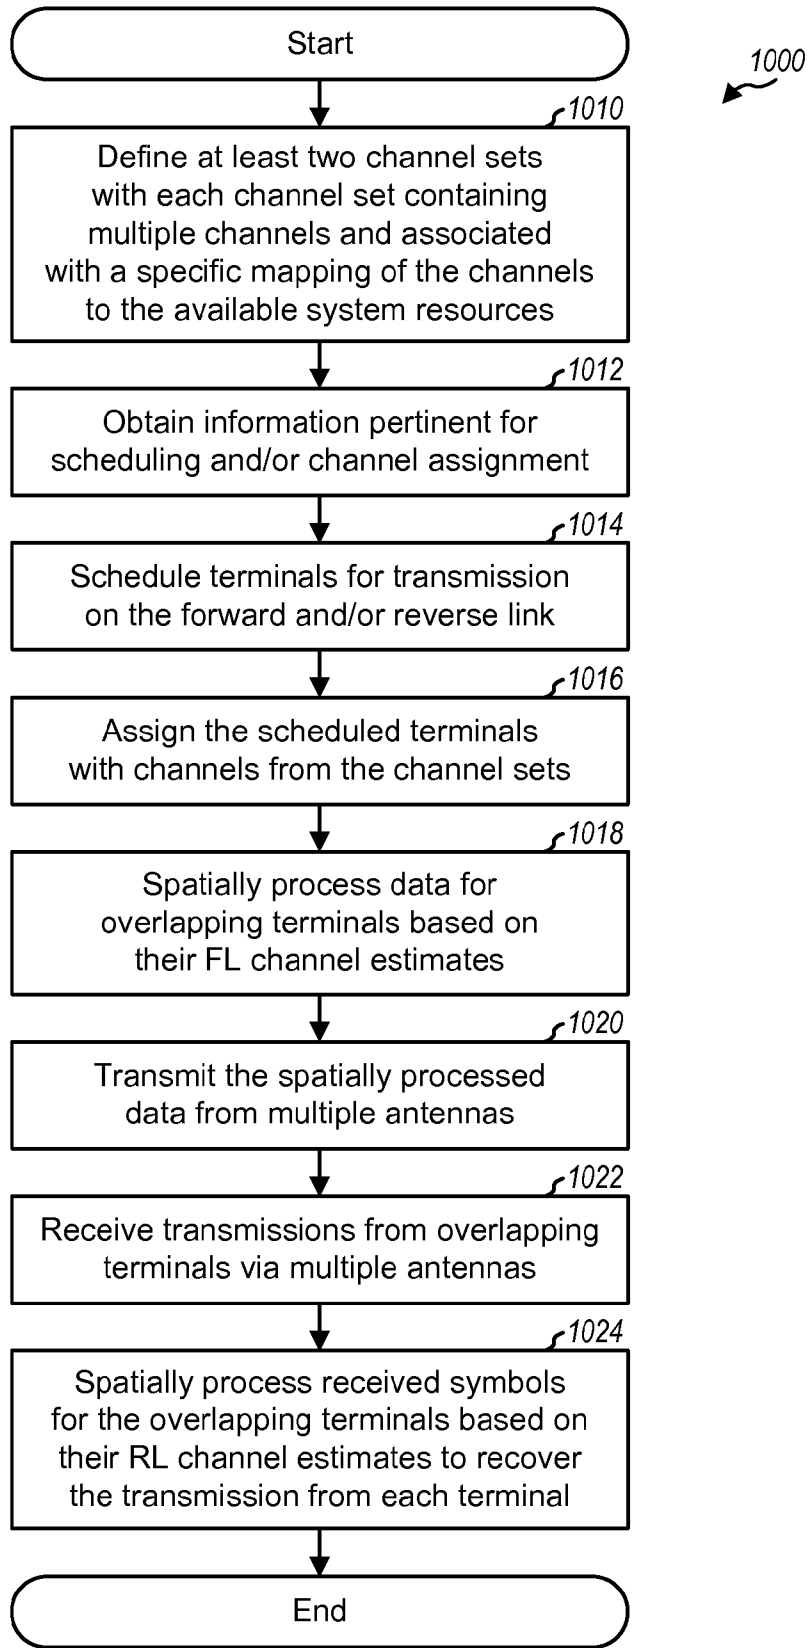 Start
1000
1010
Define at least two channel sets
with each channel set containing
multiple channels and associated
with a specific mapping of the channels
to the available system resources
1012
Obtain information pertinent for
scheduling and/or channel assignment
1014
Schedule terminals for transmission
on the forward and/or reverse link
1016
Assign the scheduled terminals
with channels from the channel sets
1018
Spatially process data for
overlapping terminals based on
their FL channel estimates
1020
Transmit the spatially processed
data from multiple antennas
1022
Receive transmissions from overlapping
terminals via multiple antennas
1024
Spatially process received symbols
for the overlapping terminals based on
their RL channel estimates to recover
the transmission from each terminal
End